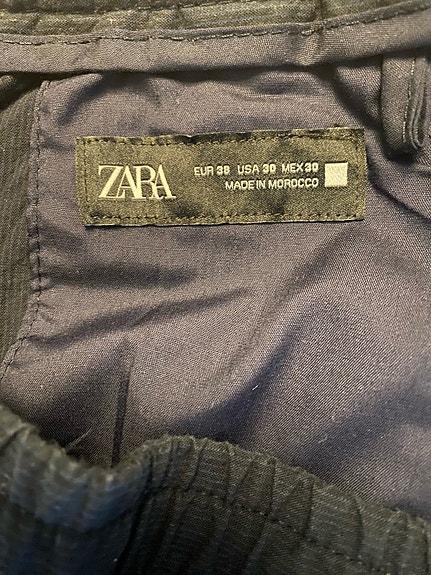 ZARA
EUR 38 USA 30 MEX 30
MADE IN MOROCCO